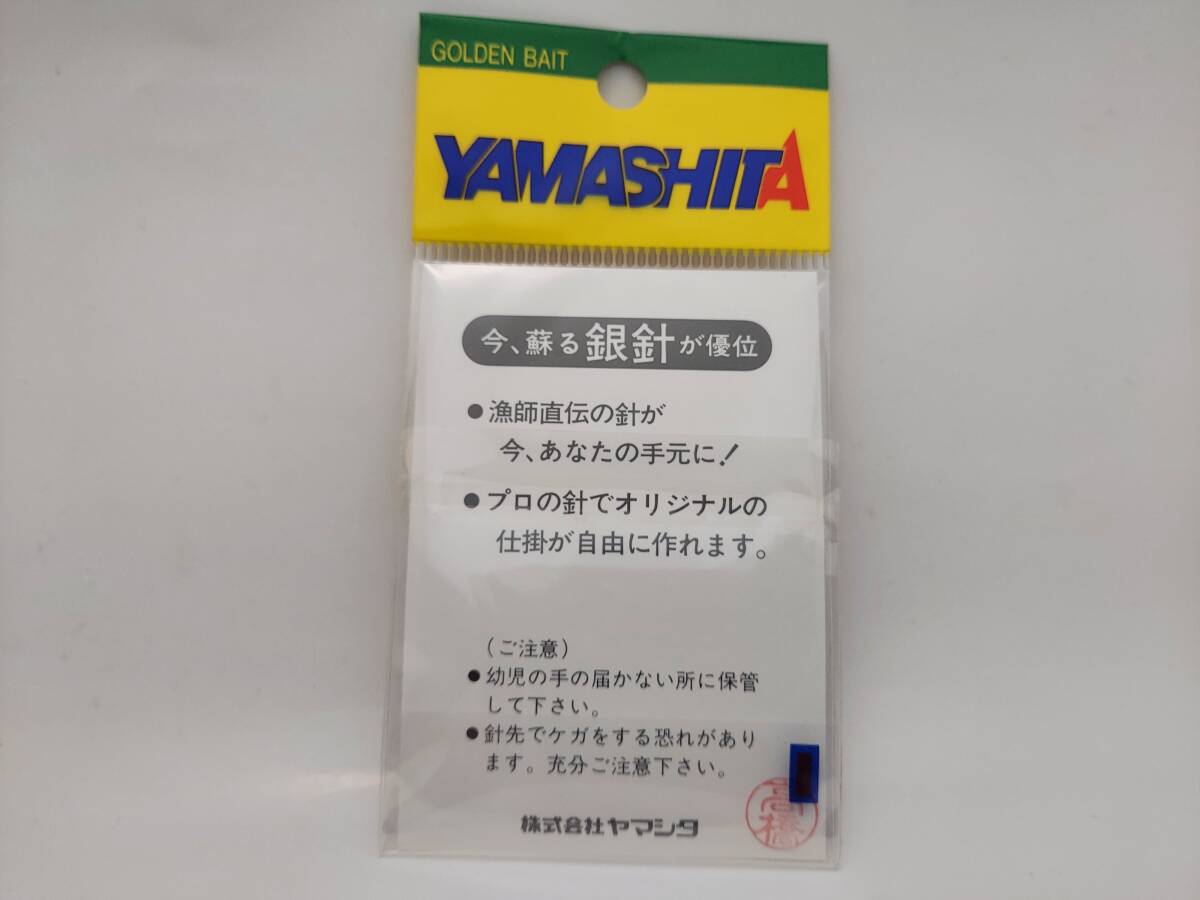 GOLDEN BAIT
YAMASHITA
今、蘇る銀針が優位
●漁師直伝の針が
今、あなたの手元に!
●プロの針でオリジナルの
仕掛が自由に作れます。
(ご注意)
●幼児の手の届かない所に保管
して下さい。
●針先でケガをする恐れがあり
ます。充分ご注意下さい。
株式会社ヤマシタ
高橋